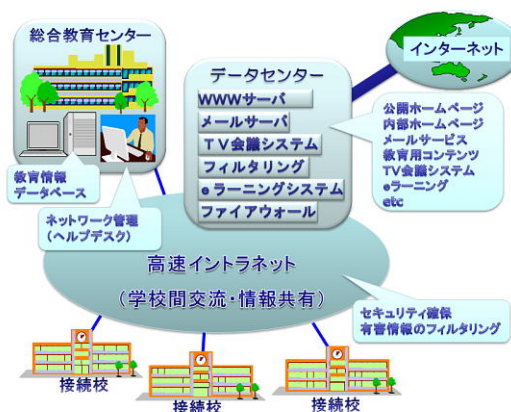 総合教育センター
教育情報
データベース
ネットワーク管理
(ヘルプデスク)
データセンター
WWWサーバ
メールサーバ
TV会議システム
フィルタリング
eラーニングシステム
ファイアウォール
インターネット
公開ホームページ
内部ホームページ
メールサービス
教育用コンテンツ
TV会議システム
eラーニング
etc
高速イントラネット
(学校間交流・情報共有)
セキュリティ確保
有害情報のフィルタリング
接続校
接続校
接続校